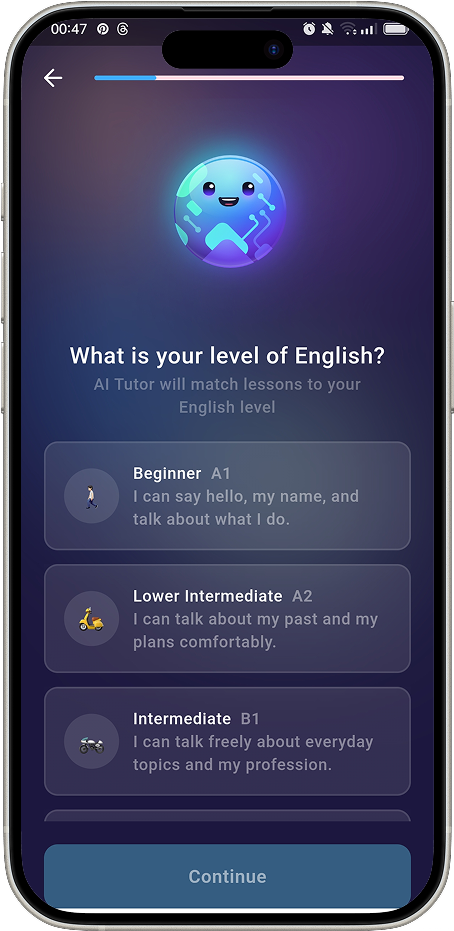 00:47
What is your level of English?
AI Tutor will match lessons to your
English level
Beginner A1
I can say hello, my name, and
talk about what I do.
Lower Intermediate A2
I can talk about my past and my
plans comfortably.
Intermediate B1
I can talk freely about everyday
topics and my profession.
Continue